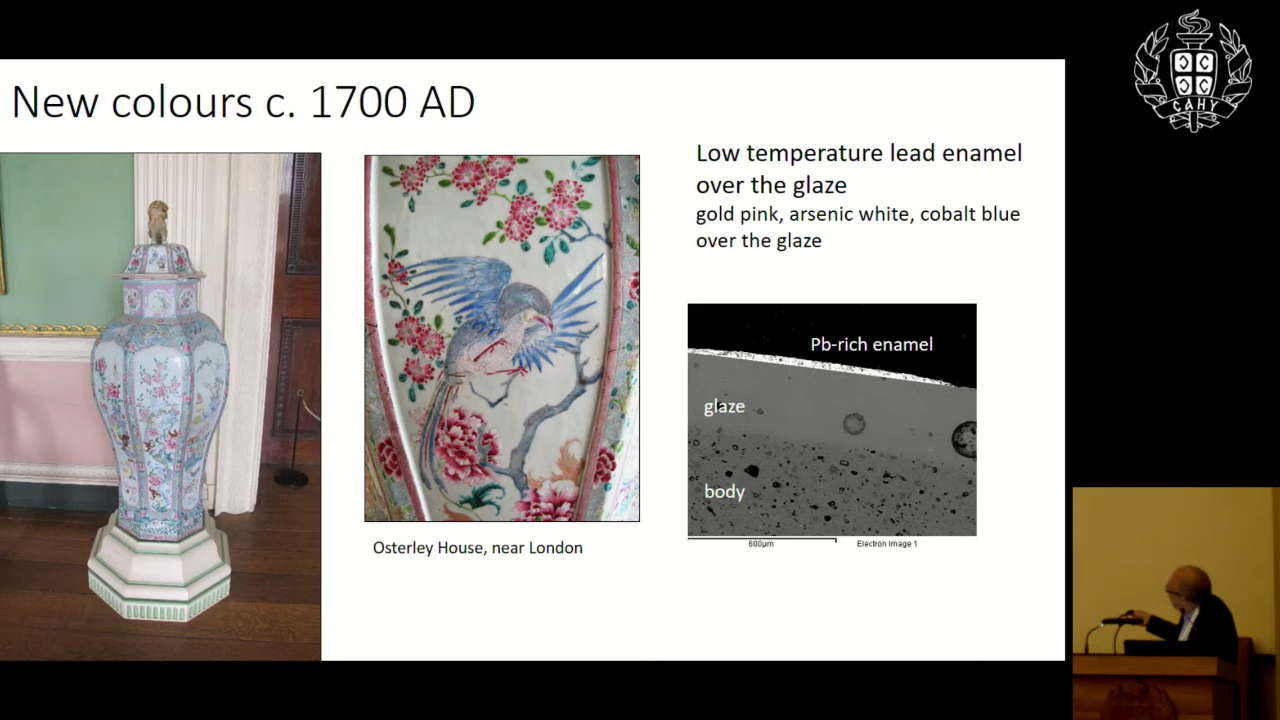 New colours c. 1700 AD
Low temperature lead enamel
over the glaze
gold pink, arsenic white, cobalt blue
over the glaze
Pb-rich enamel
glaze
body
600µm
Electron Image 1
Osterley House, near London
САНУ